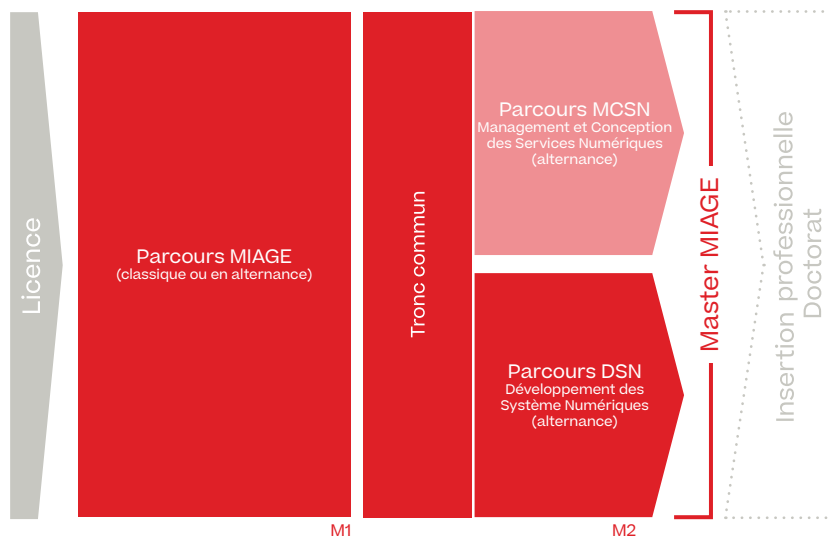 Licence
Parcours MIAGE
(classique ou en alternance)
M1
Tronc commun
Parcours MCSN
Management et Conception
des Services Numériques
(alternance)
Parcours DSN
Développement des
Système Numériques
(alternance)
M2
Master MIAGE
Insertion professionnelle
Doctorat